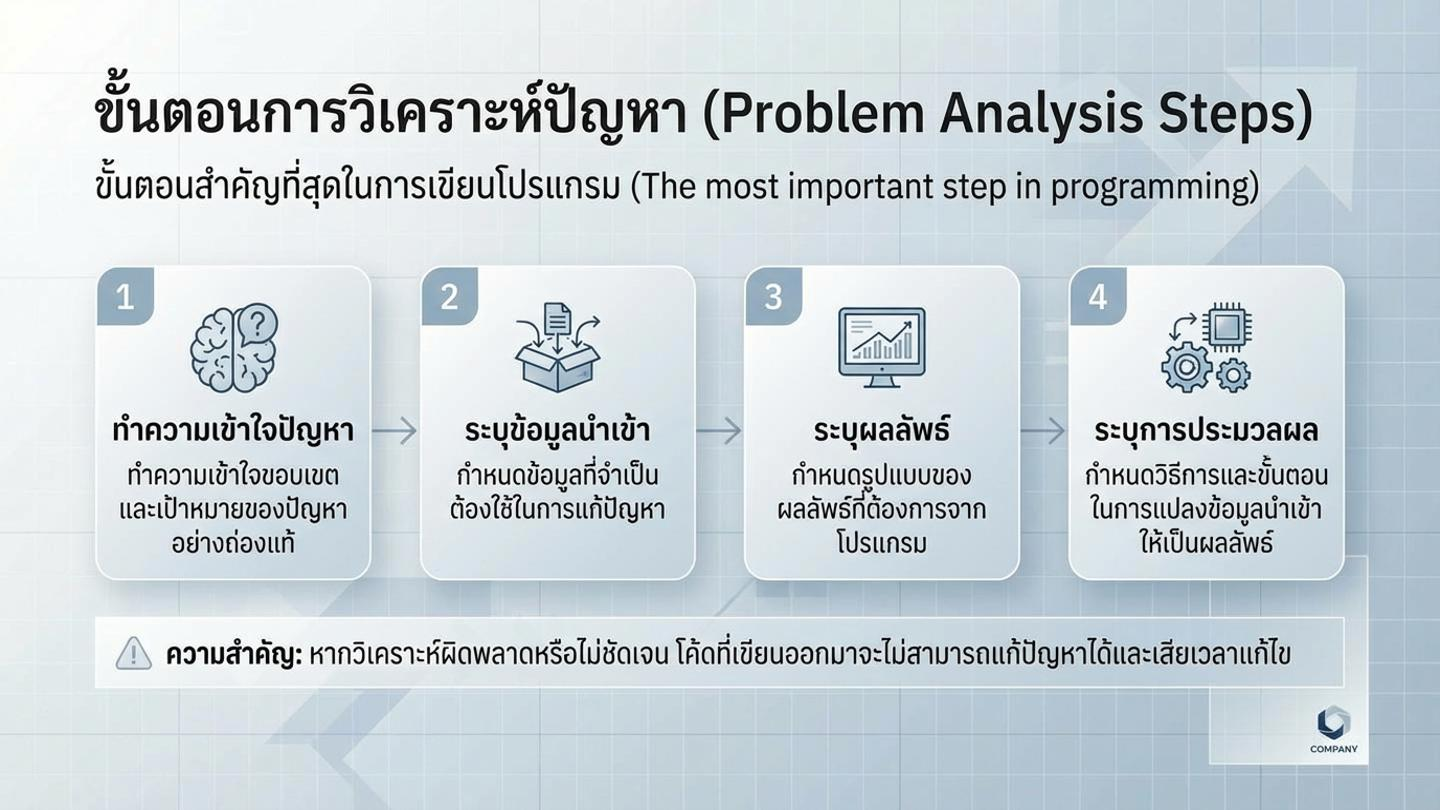 ขั้นตอนการวิเคราะห์ปัญหา (Problem Analysis Steps)
ขั้นตอนสำคัญที่สุดในการเขียนโปรแกรม (The most important step in programming)
1
?
ทำความเข้าใจปัญหา
ทำความเข้าใจขอบเขต
และเป้าหมายของปัญหา
อย่างถ่องแท้
2
ระบุข้อมูลนำเข้า
กำหนดข้อมูลที่จำเป็น
ต้องใช้ในการแก้ปัญหา
3
ระบุผลลัพธ์
กำหนดรูปแบบของ
ผลลัพธ์ที่ต้องการจาก
โปรแกรม
4
ระบุการประมวลผล
กำหนดวิธีการและขั้นตอน
ในการแปลงข้อมูลนำเข้า
ให้เป็นผลลัพธ์
ความสำคัญ: หากวิเคราะห์ผิดพลาดหรือไม่ชัดเจน โค้ดที่เขียนออกมาจะไม่สามารถแก้ปัญหาได้และเสียเวลาแก้ไข
COMPANY